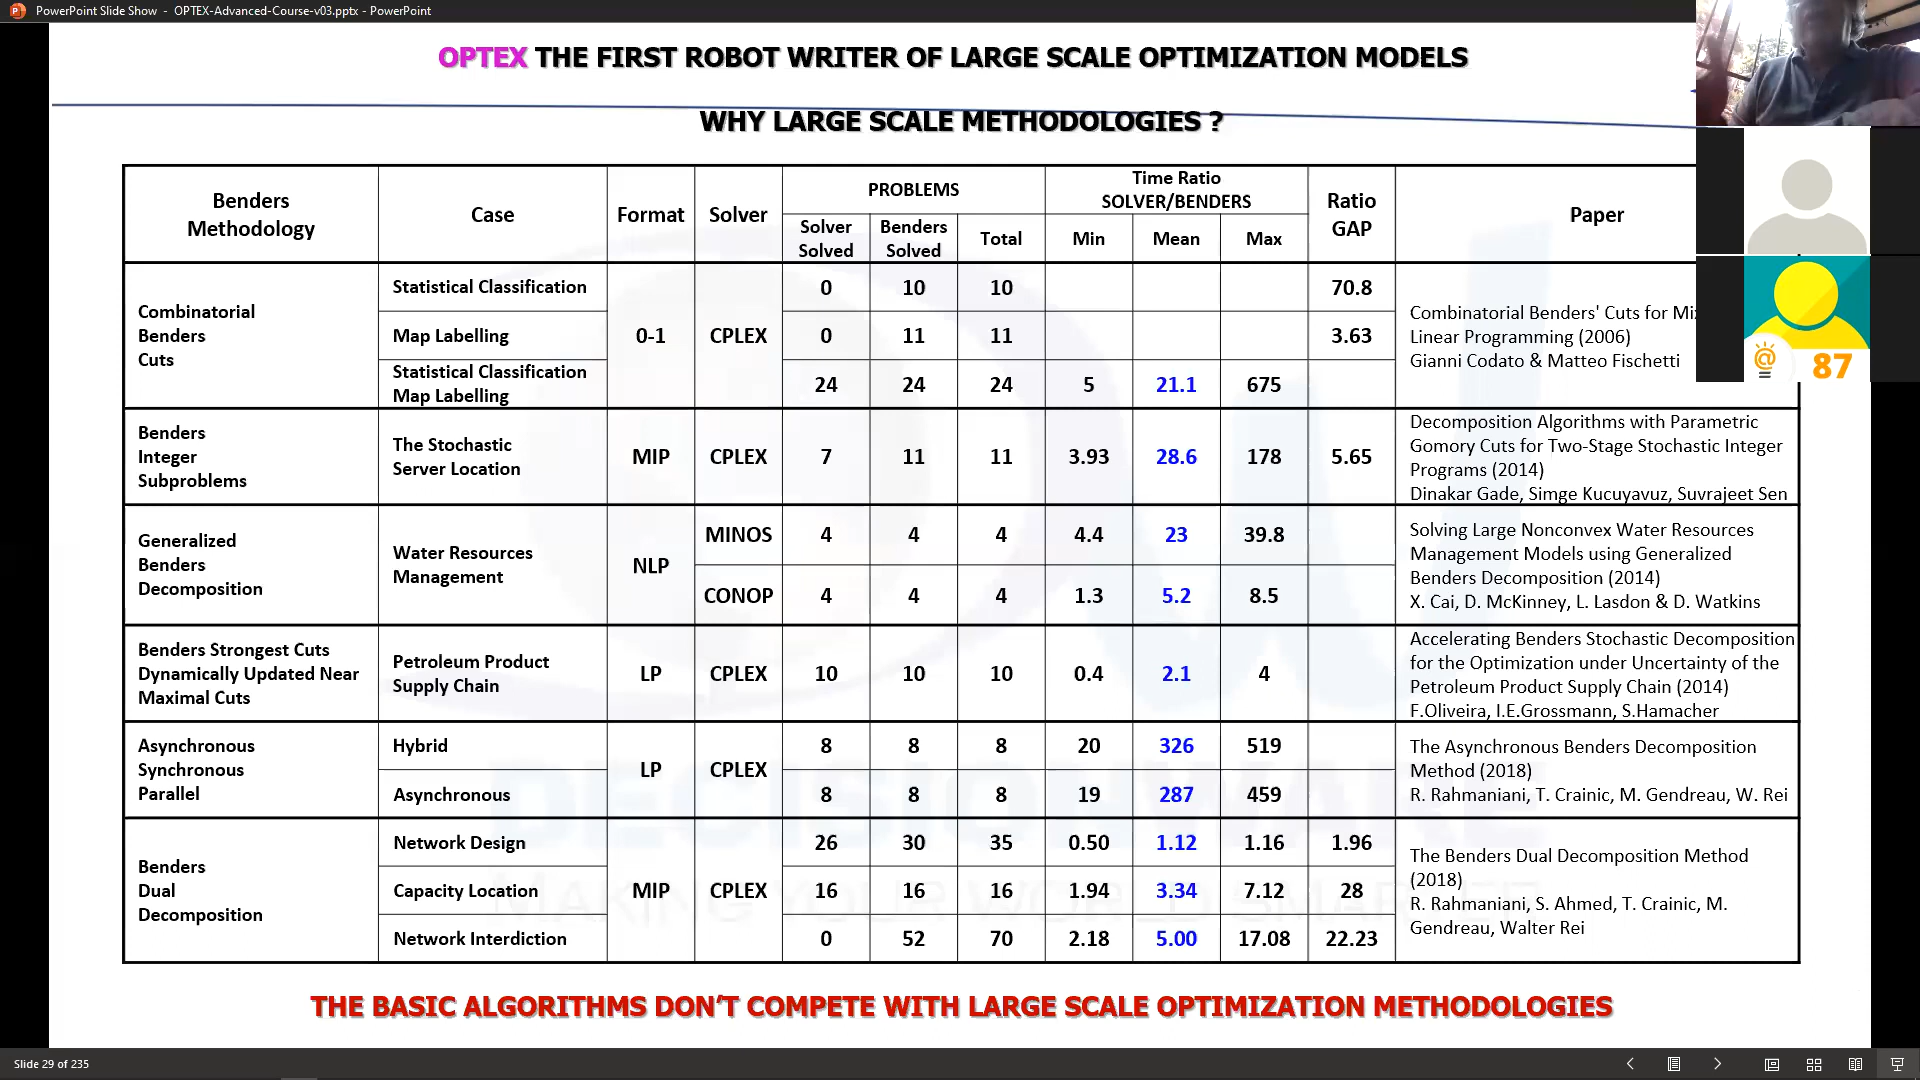 PowerPoint Slide Show - OPTEX-Advanced-Course-v03.pptx - PowerPoint
OPTEX THE FIRST ROBOT WRITER OF LARGE SCALE OPTIMIZATION MODELS
WHY LARGE SCALE METHODOLOGIES ?
Benders
Methodology
Case
Format
Solver
PROBLEMS
Solver
Solved
Benders
Solved
Total
Time Ratio
SOLVER/BENDERS
Min
Mean
Max
Ratio
GAP
Paper
Combinatorial
Benders
Cuts
Statistical Classification
0-1
CPLEX
0
10
10
70.8
Combinatorial Benders' Cuts for
Linear Programming (2006)
Gianni Codato & Matteo Fischetti
Map Labelling
0
11
11
3.63
Statistical Classification
Map Labelling
24
24
24
5
21.1
675
Benders
Integer
Subproblems
The Stochastic
Server Location
MIP
CPLEX
7
11
11
3.93
28.6
178
5.65
Decomposition Algorithms with Parametric
Gomory Cuts for Two-Stage Stochastic Integer
Programs (2014)
Dinakar Gade, Simge Kucuyavuz, Suvrajeet Sen
Generalized
Benders
Decomposition
Water Resources
Management
NLP
MINOS
4
4
4
4.4
23
39.8
CONOP
4
4
4
1.3
5.2
8.5
Solving Large Nonconvex Water Resources
Management Models using Generalized
Benders Decomposition (2014)
X. Cai, D. McKinney, L. Lasdon & D. Watkins
Benders Strongest Cuts
Dynamically Updated Near
Maximal Cuts
Petroleum Product
Supply Chain
LP
CPLEX
10
10
10
0.4
2.1
4
Accelerating Benders Stochastic Decomposition
for the Optimization under Uncertainty of the
Petroleum Product Supply Chain (2014)
F.Oliveira, I.E.Grossmann, S.Hamacher
Asynchronous
Synchronous
Parallel
Hybrid
LP
CPLEX
8
8
8
20
326
519
Asynchronous
8
8
8
19
287
459
The Asynchronous Benders Decomposition
Method (2018)
R. Rahmaniani, T. Crainic, M. Gendreau, W. Rei
Benders
Dual
Decomposition
Network Design
MIP
CPLEX
26
30
35
0.50
1.12
1.16
1.96
Capacity Location
16
16
16
1.94
3.34
7.12
28
Network Interdiction
0
52
70
2.18
5.00
17.08
22.23
The Benders Dual Decomposition Method
(2018)
R. Rahmaniani, S. Ahmed, T. Crainic, M.
Gendreau, Walter Rei
DECISIONWARE
MAKING YOUR WORLD SMARTER
THE BASIC ALGORITHMS DON'T COMPETE WITH LARGE SCALE OPTIMIZATION METHODOLOGIES
@ 87
Slide 29 of 235